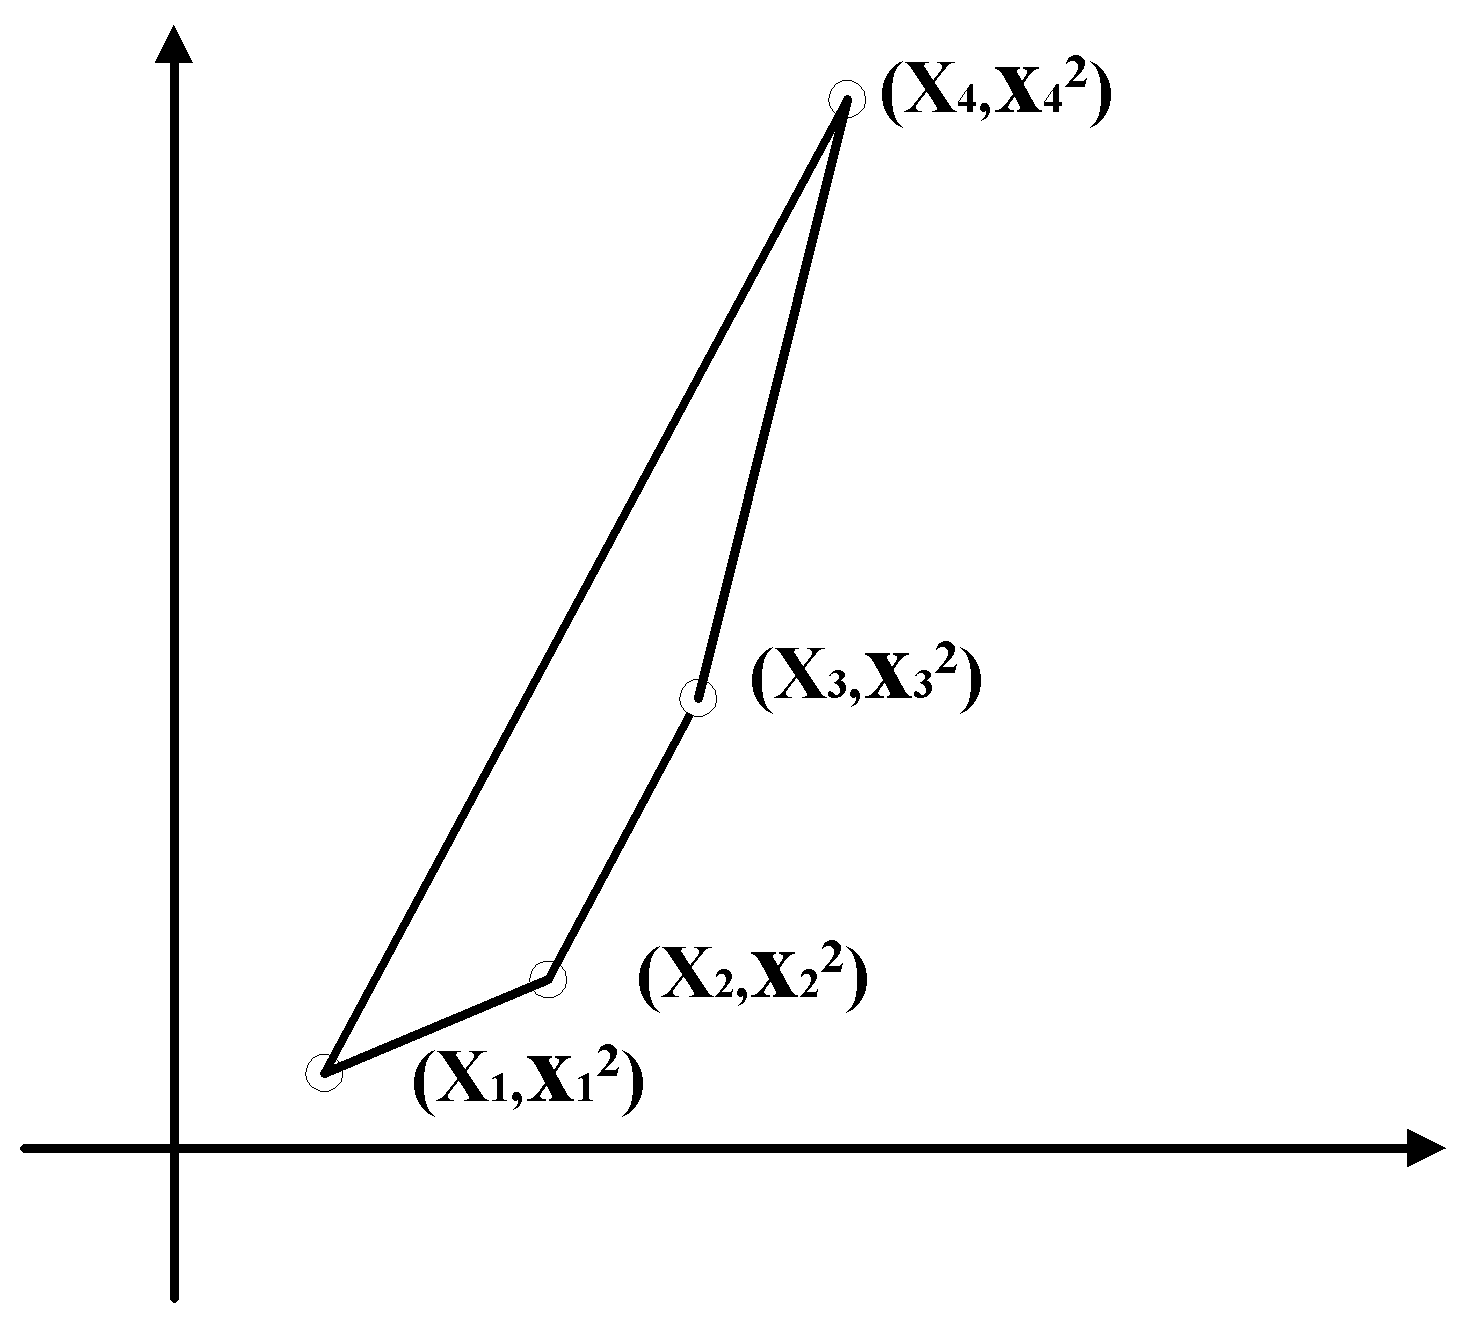 (X₄,x₄²)
(X₃,x₃²)
(X₂,x₂²)
(X₁,x₁²)